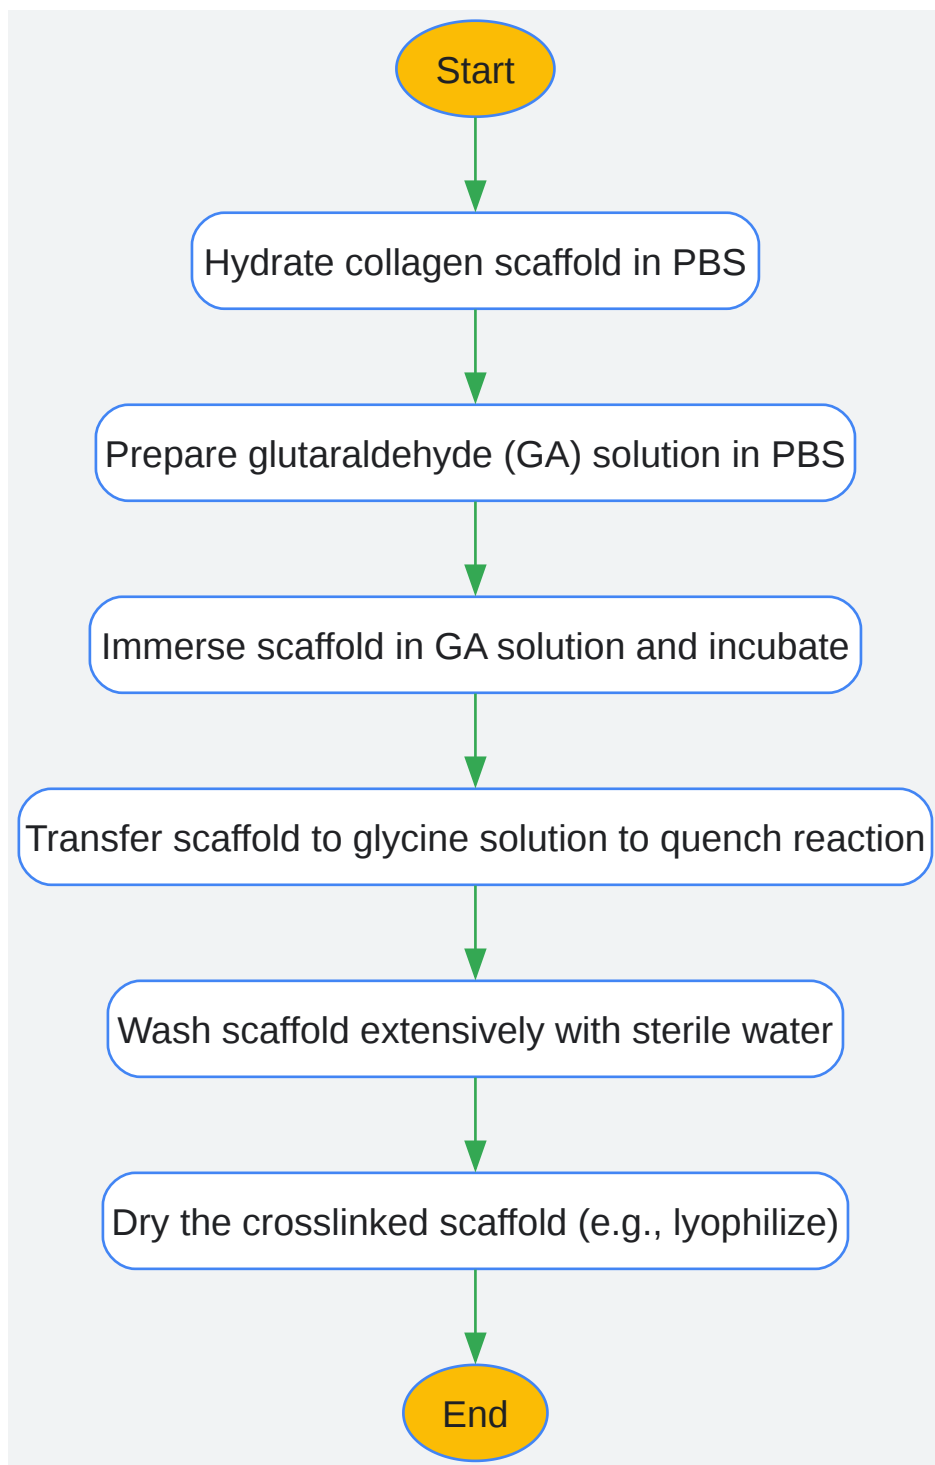 Start
Hydrate collagen scaffold in PBS
Prepare glutaraldehyde (GA) solution in PBS
Immerse scaffold in GA solution and incubate
Transfer scaffold to glycine solution to quench reaction
Wash scaffold extensively with sterile water
Dry the crosslinked scaffold (e.g., lyophilize)
End